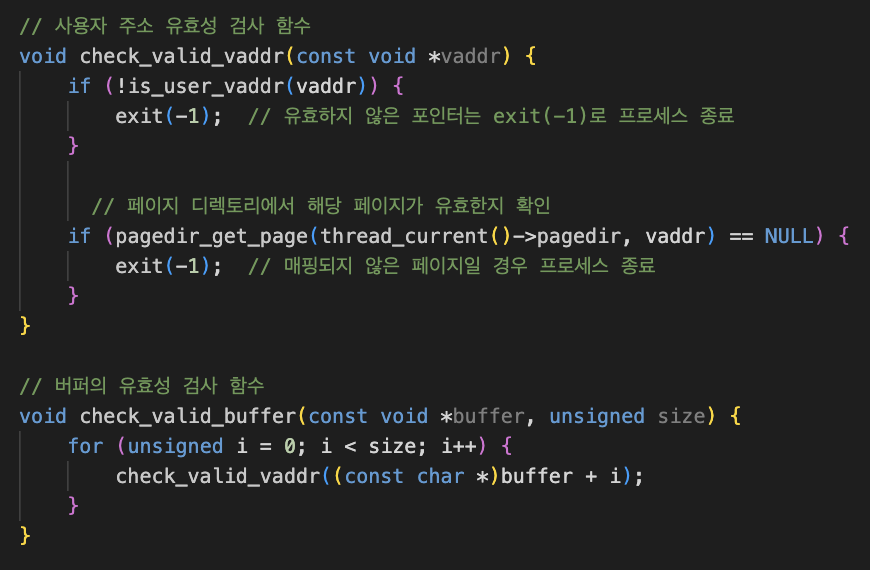 // 사용자 주소 유효성 검사 함수
void check_valid_vaddr(const void *vaddr) {
    if (!is_user_vaddr(vaddr)) {
        exit(-1);  // 유효하지 않은 포인터는 exit(-1)로 프로세스 종료
    }

      // 페이지 디렉토리에서 해당 페이지가 유효한지 확인
    if (pagedir_get_page(thread_current()->pagedir, vaddr) == NULL) {
        exit(-1);  // 매핑되지 않은 페이지일 경우 프로세스 종료
    }
}

// 버퍼의 유효성 검사 함수
void check_valid_buffer(const void *buffer, unsigned size) {
    for (unsigned i = 0; i < size; i++) {
        check_valid_vaddr((const char *)buffer + i);
    }
}